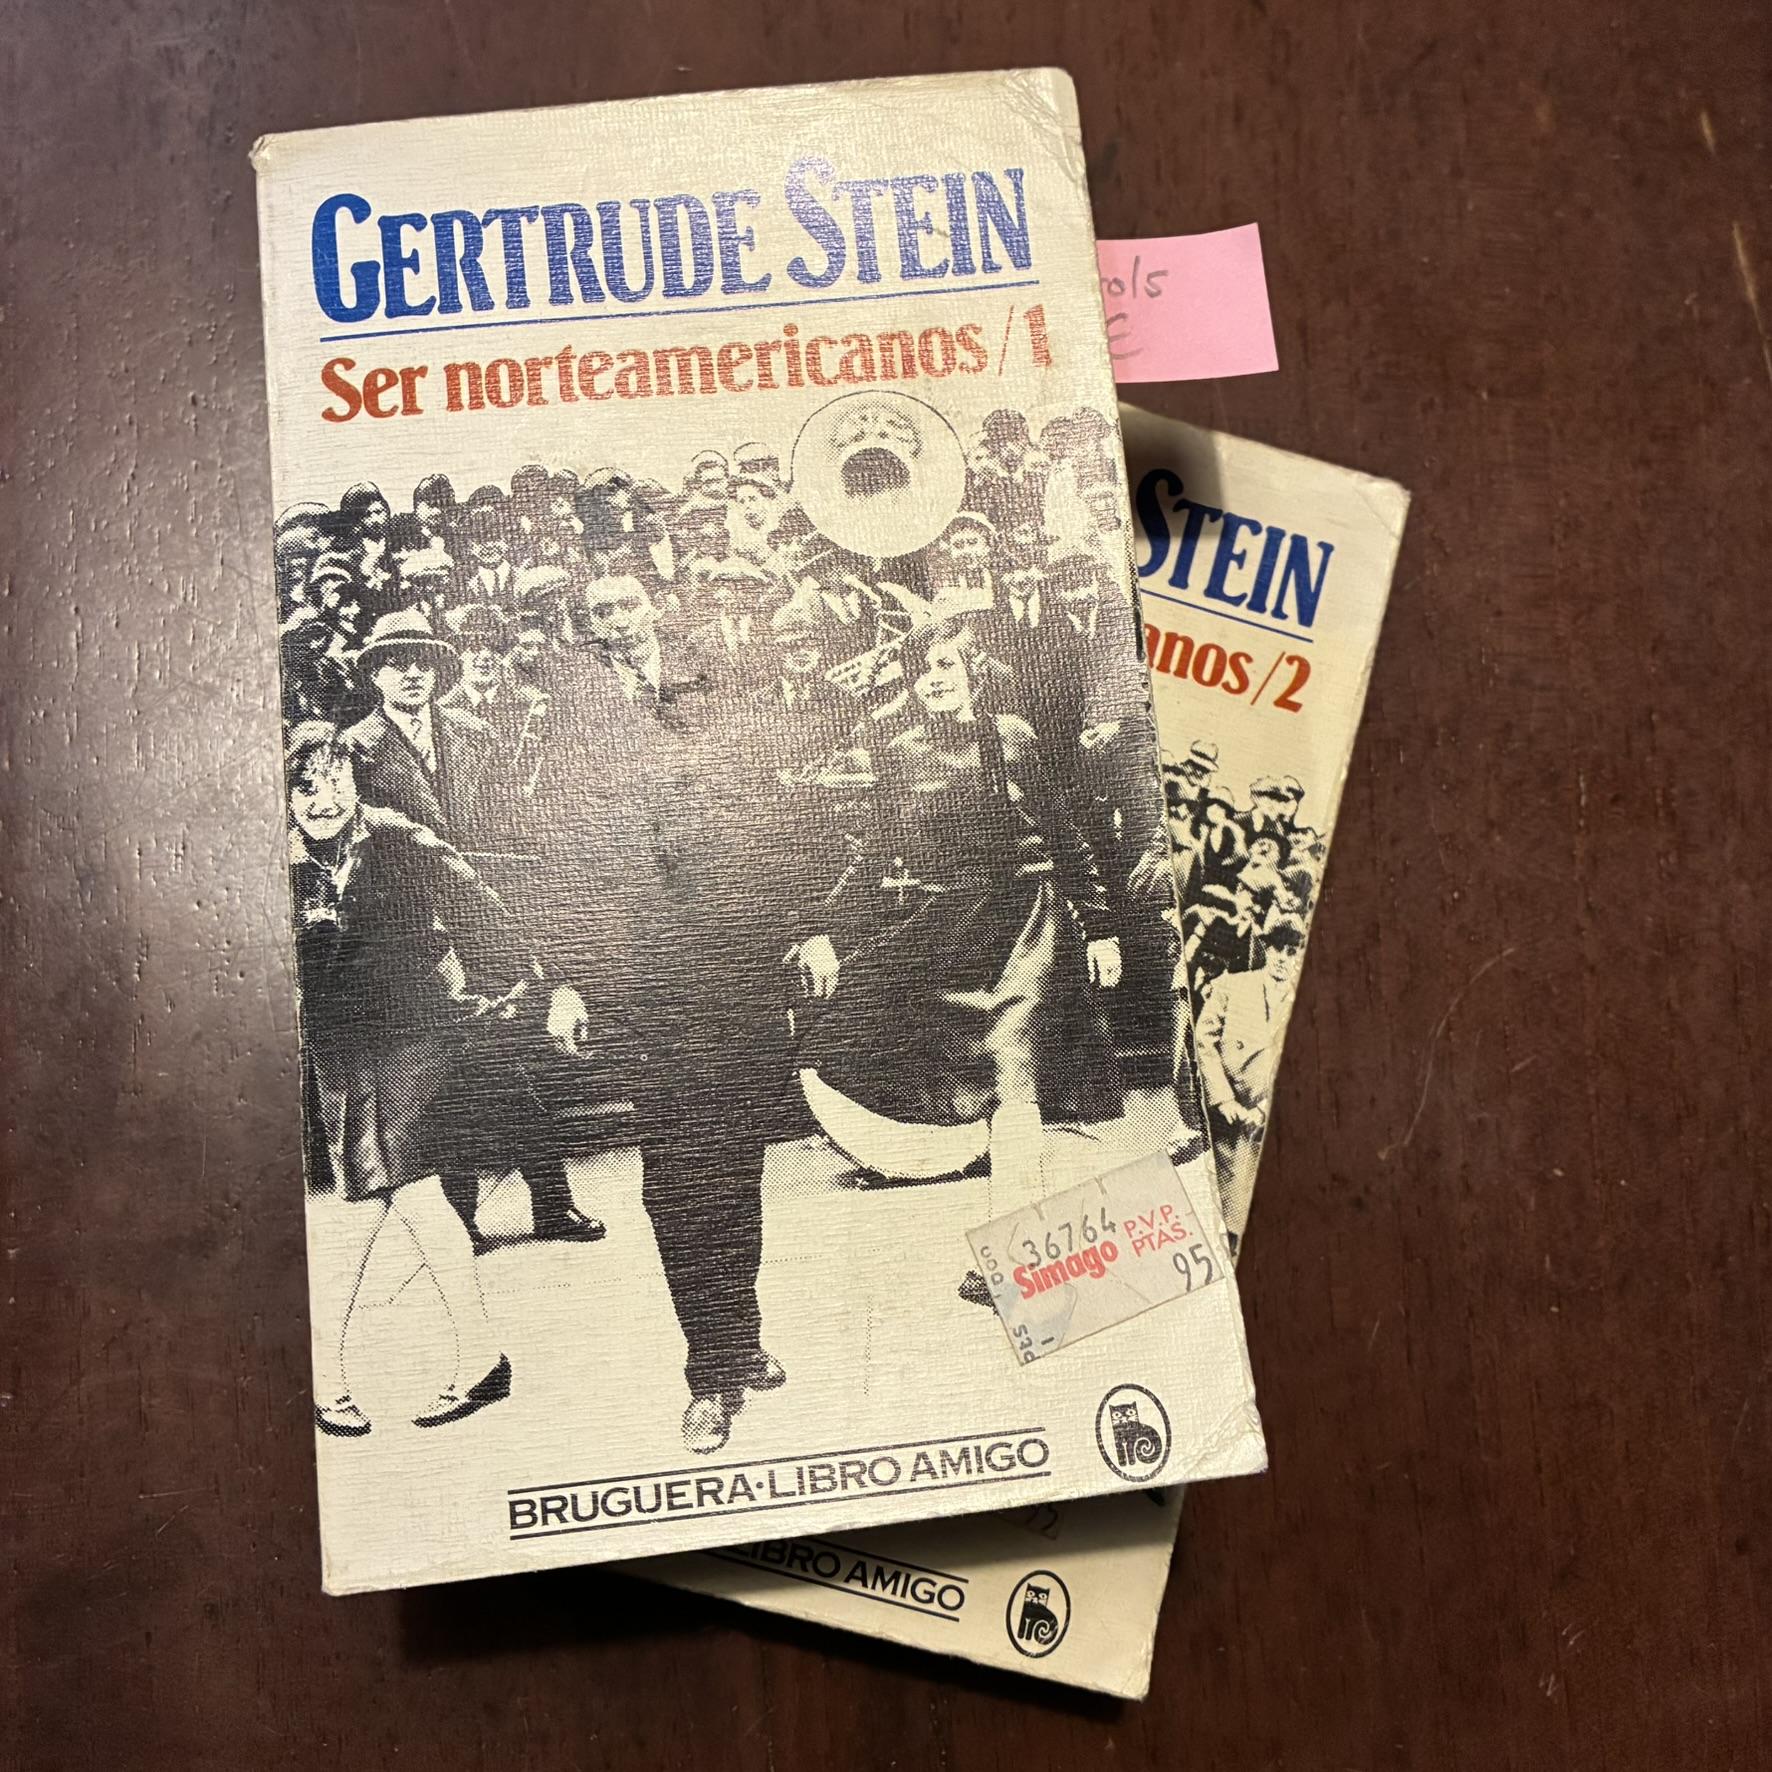 GERTRUDE STEIN
Ser norteamericanos/1
36764
Simago
P.V.P.
PTAS.
95
BRUGUERA·LIBRO AMIGO
STEIN
anos/2
LIBRO AMIGO